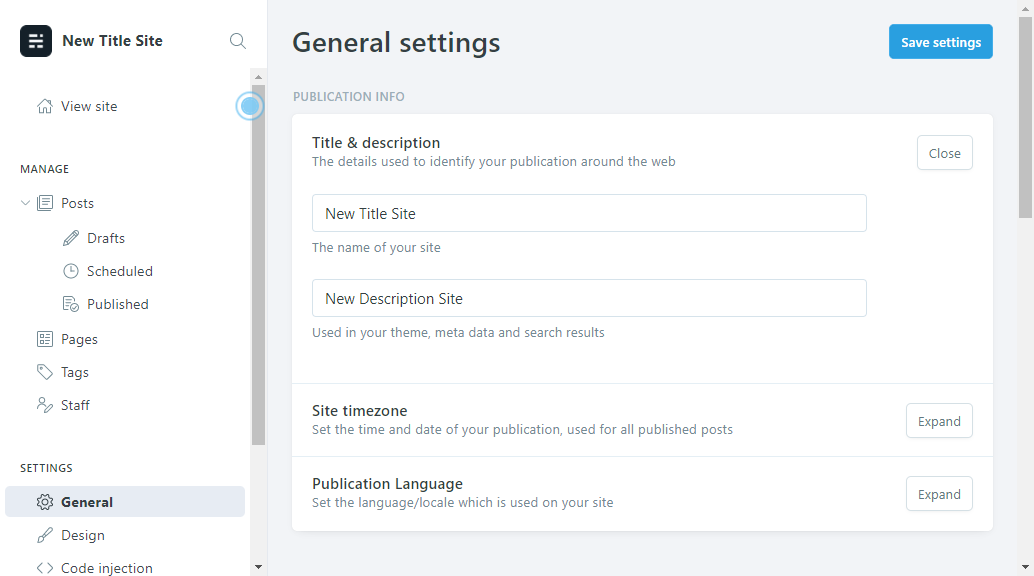 New Title Site
View site
MANAGE
Posts
Drafts
Scheduled
Published
Pages
Tags
Staff
SETTINGS
General
Design
Code injection
General settings
Save settings
PUBLICATION INFO
Title & description
The details used to identify your publication around the web
Close
New Title Site
The name of your site
New Description Site
Used in your theme, meta data and search results
Site timezone
Set the time and date of your publication, used for all published posts
Expand
Publication Language
Set the language/locale which is used on your site
Expand